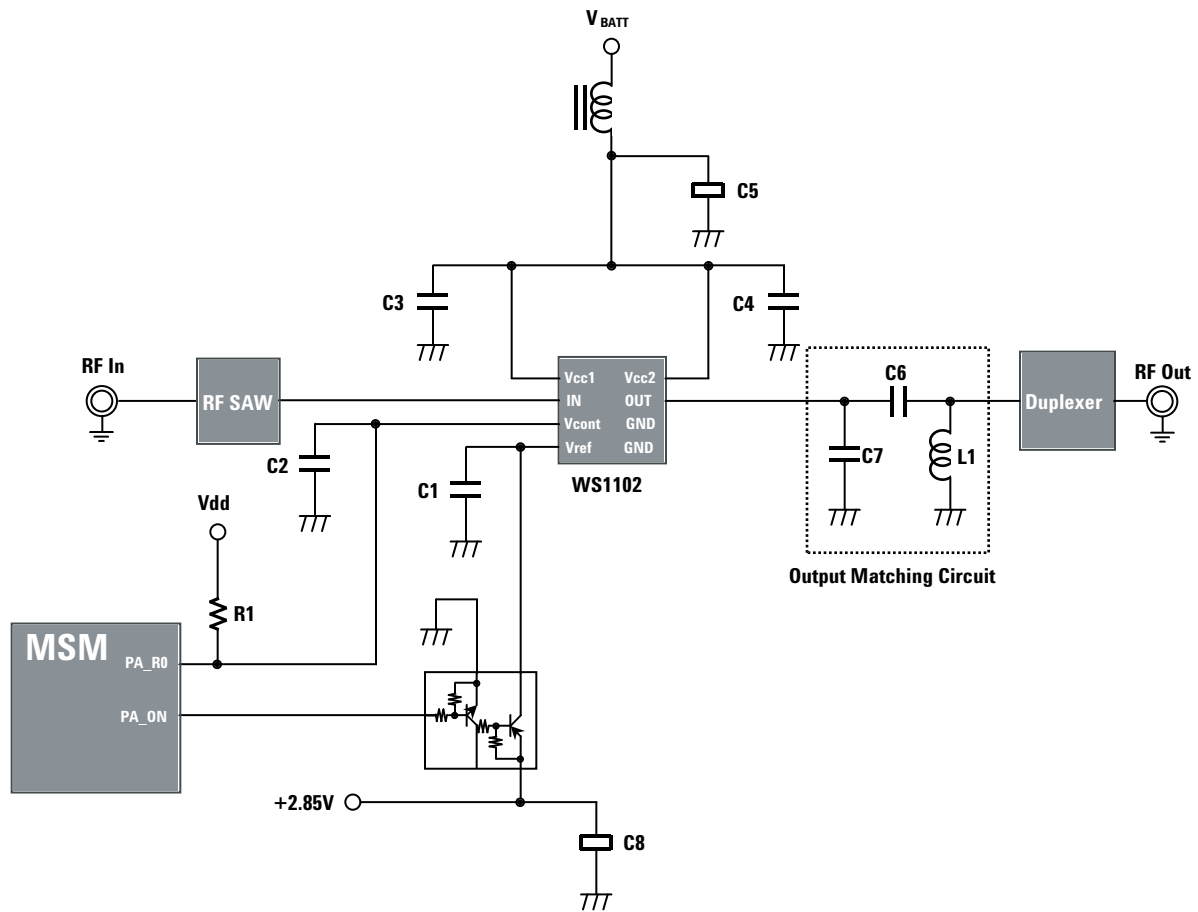 V BATT
C5
C3
C4
RF In
RF SAW
Vcc1
Vcc2
IN
OUT
Vcont
GND
Vref
GND
WS1102
C6
C7
L1
Duplexer
RF Out
Output Matching Circuit
C2
C1
Vdd
R1
MSM
PA_R0
PA_ON
+2.85V
C8